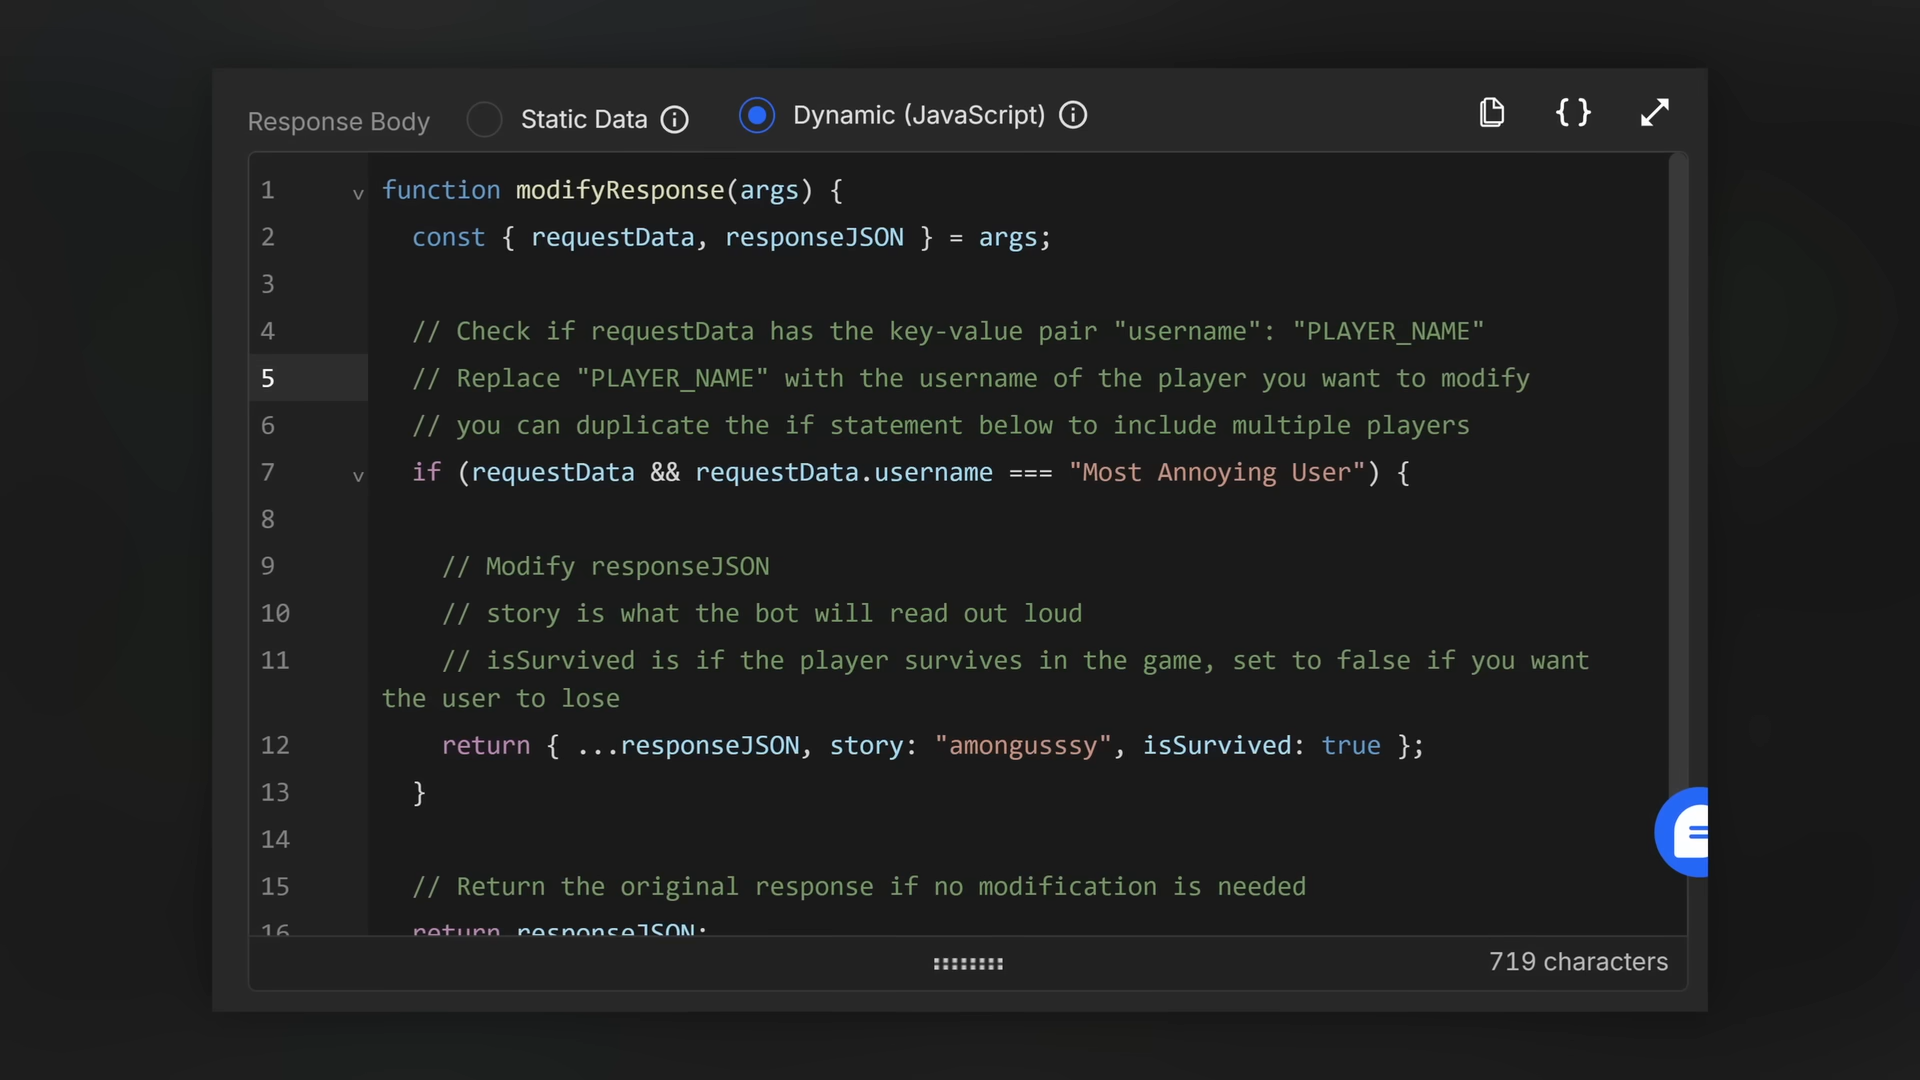 Response Body Static Data Dynamic (JavaScript) { }
1 function modifyResponse(args) {
2 const { requestData, responseJSON } = args;
3
4 // Check if requestData has the key-value pair "username": "PLAYER_NAME"
5 // Replace "PLAYER_NAME" with the username of the player you want to modify
6 // you can duplicate the if statement below to include multiple players
7 if (requestData && requestData.username === "Most Annoying User") {
8
9 // Modify responseJSON
10 // story is what the bot will read out loud
11 // isSurvived is if the player survives in the game, set to false if you want
the user to lose
12 return { ...responseJSON, story: "amongusssy", isSurvived: true };
13 }
14
15 // Return the original response if no modification is needed
16 return responseJSON;
719 characters